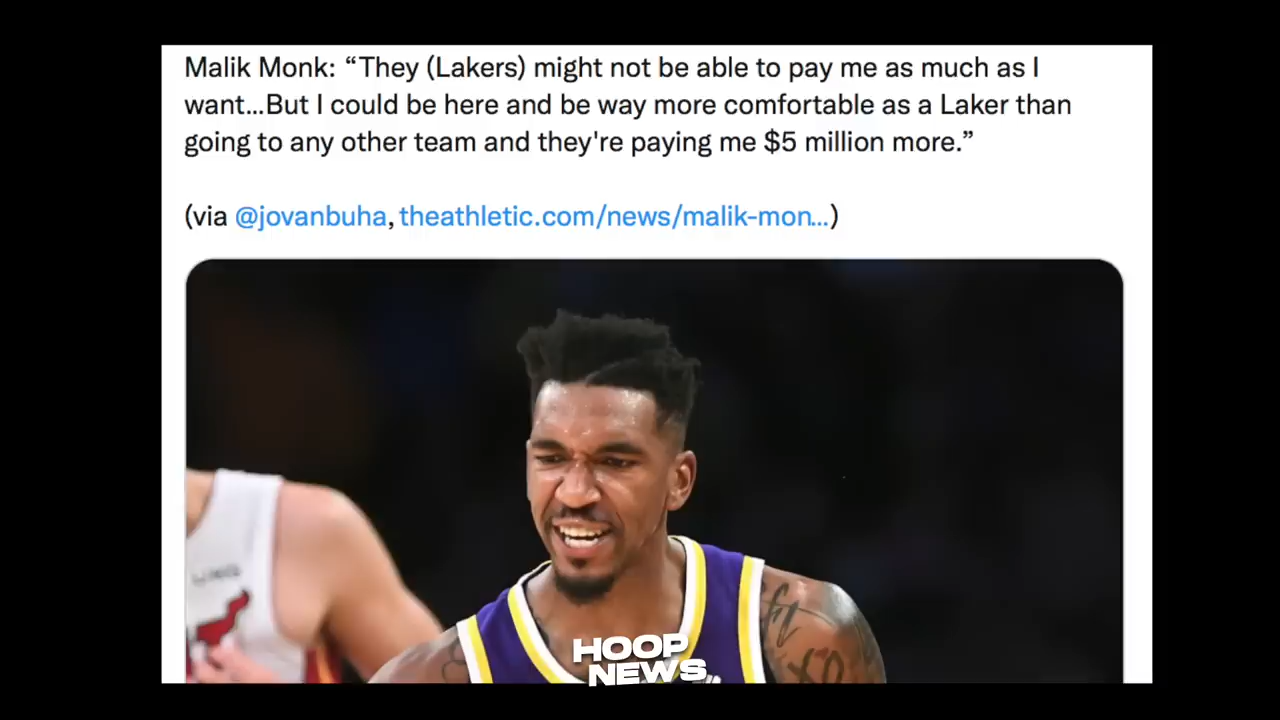 Malik Monk: “They (Lakers) might not be able to pay me as much as I
want...But I could be here and be way more comfortable as a Laker than
going to any other team and they're paying me $5 million more.”
(via @jovanbuha, theathletic.com/news/malik-mon...)
HOOP
NEWS